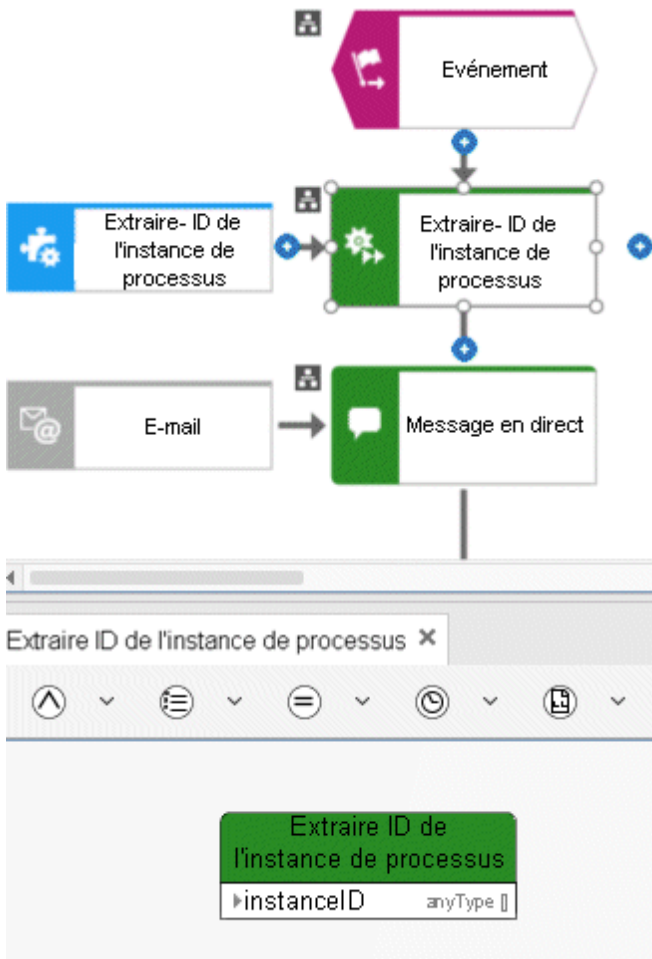 Evénement
Extraire- ID de
l'instance de
processus
Extraire- ID de
l'instance de
processus
E-mail
Message en direct
Extraire ID de l'instance de processus
Extraire ID de
l'instance de processus
instanceID anyType []